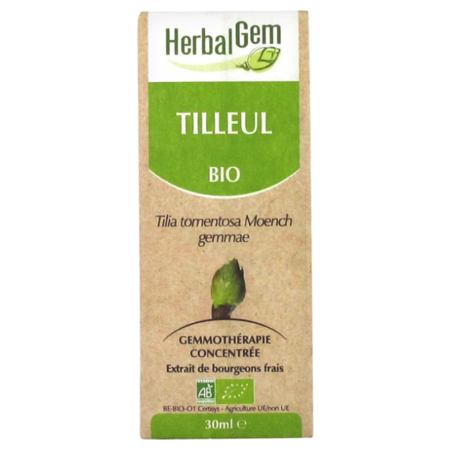 HerbalGem
TILLEUL
BIO
Tilia tomentosa Moench
gemmae
GEMMOTHÉRAPIE
CONCENTRÉE
Extrait de bourgeons frais
AB
BE-BIO-01 Certisys - Agriculture UE/non UE
30ml ℮